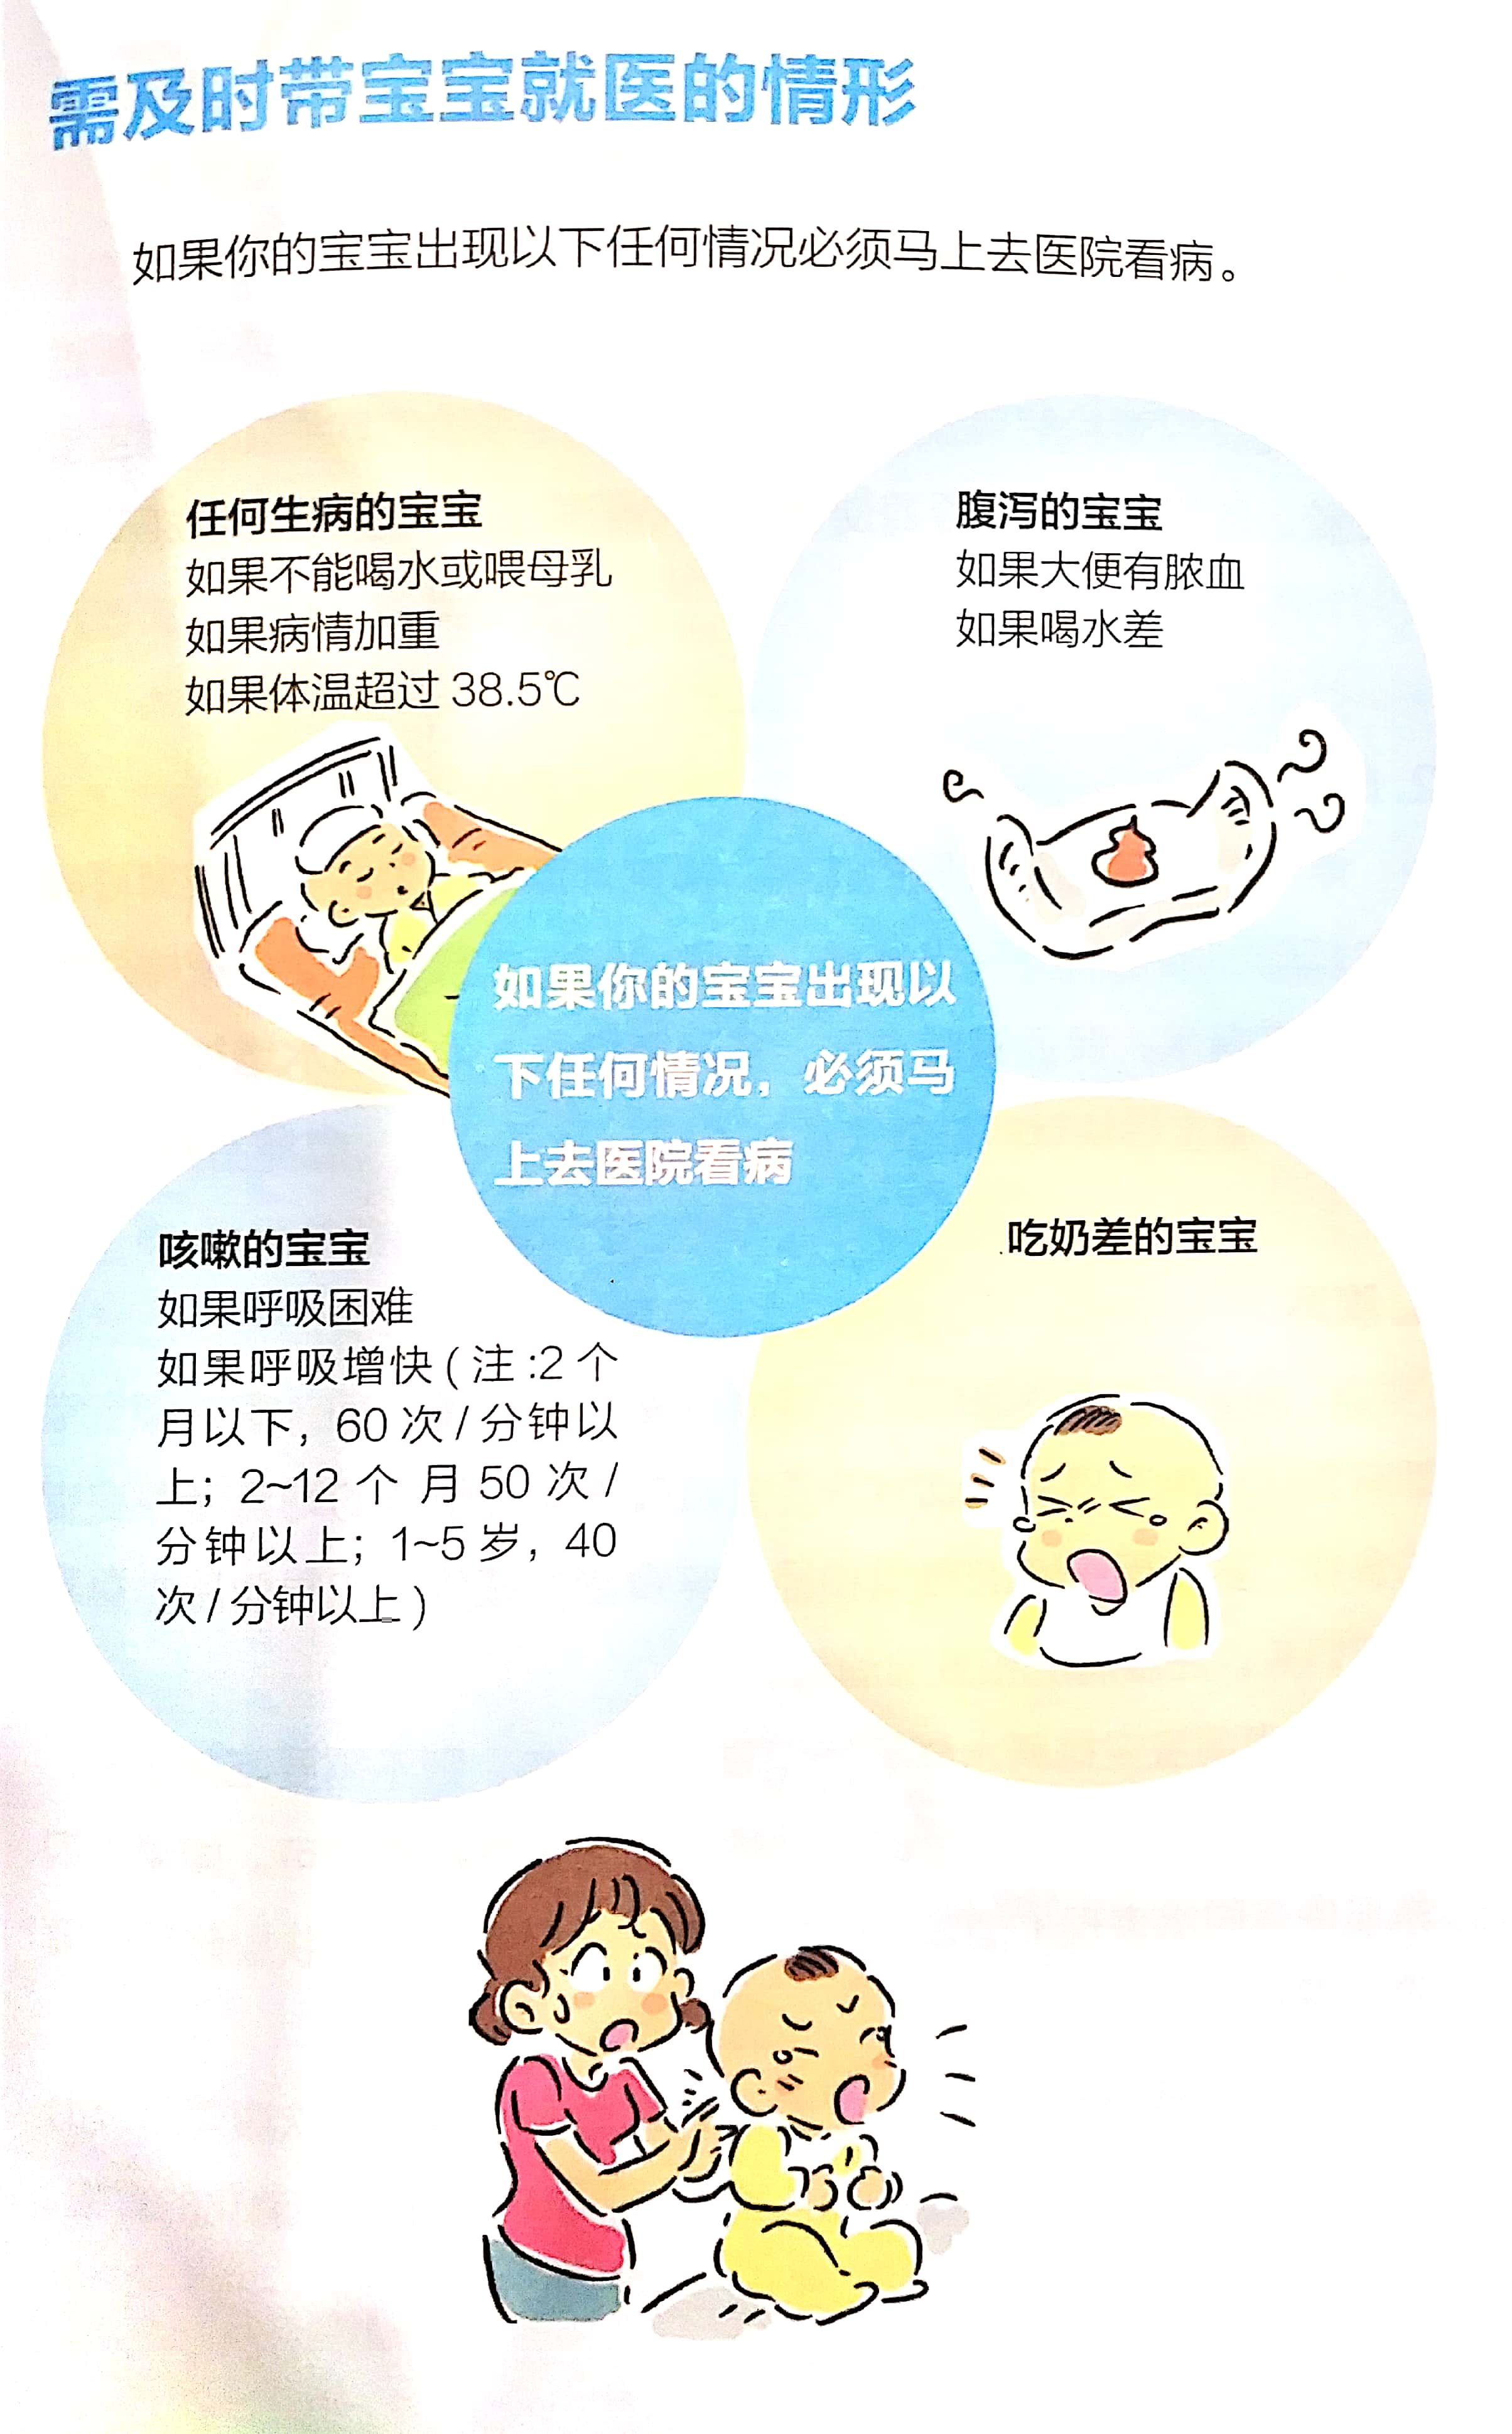 需及时带宝宝就医的情形
如果你的宝宝出现以下任何情况必须马上去医院看病。
任何生病的宝宝
如果不能喝水或喂母乳
如果病情加重
如果体温超过 38.5℃
腹泻的宝宝
如果大便有脓血
如果喝水差
如果你的宝宝出现以
下任何情况，必须马
上去医院看病
咳嗽的宝宝
如果呼吸困难
如果呼吸增快(注:2个
月以下，60次/分钟以
上；2~12个 月50次/
分钟以上；1~5岁，40
次/分钟以上)
吃奶差的宝宝